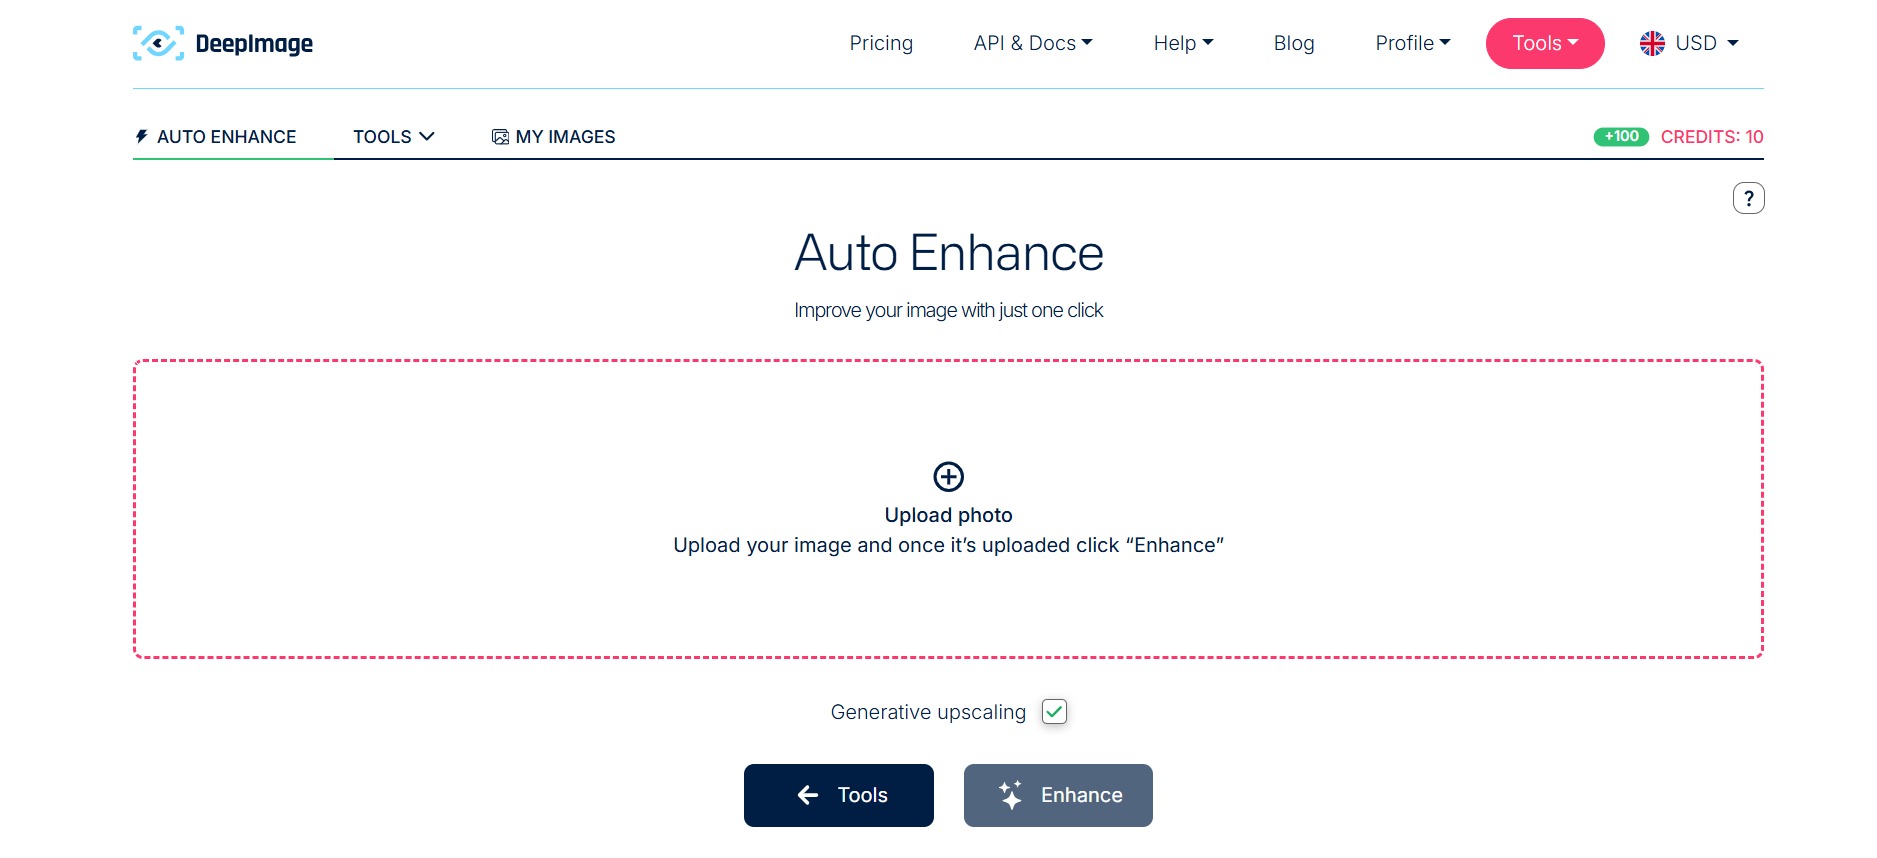 DeepImage
Pricing
API & Docs
Help
Blog
Profile
Tools
USD
AUTO ENHANCE
TOOLS
MY IMAGES
+100
CREDITS: 10
?
Auto Enhance
Improve your image with just one click
Upload photo
Upload your image and once it’s uploaded click “Enhance”
Generative upscaling
Tools
Enhance